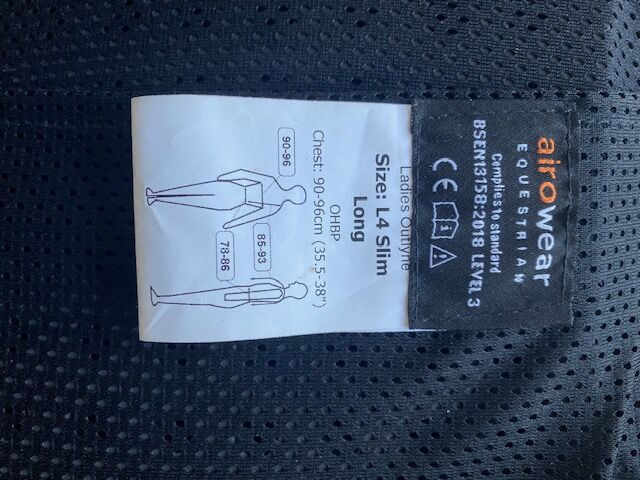 airowear
EQUESTRIAN
Complies to standard
BSEN13158:2018 LEVEL 3
CE
Ladies Outlyne
Size: L4 Slim
Long
OHBP
Chest: 90-96cm (35.5-38")
90-96
85-93
78-86